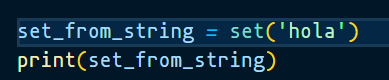 set_from_string = set('hola')
print(set_from_string)